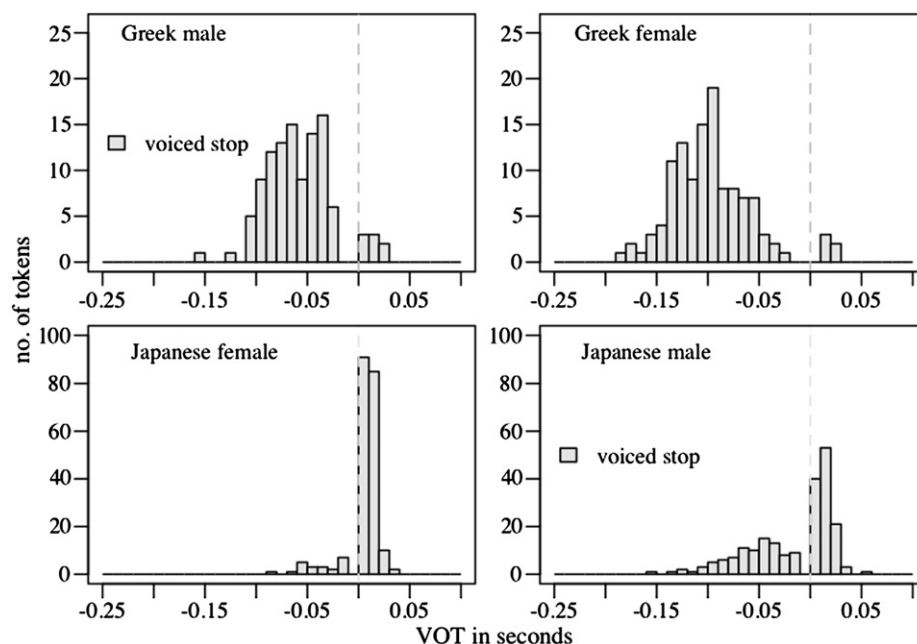 Greek male
voiced stop
25
20
15
10
5
0
-0.25 -0.15 -0.05 0.05
Greek female
25
20
15
10
5
0
-0.25 -0.15 -0.05 0.05
no. of tokens
Japanese female
100
80
60
40
20
0
-0.25 -0.15 -0.05 0.05
Japanese male
voiced stop
100
80
60
40
20
0
-0.25 -0.15 -0.05 0.05
VOT in seconds